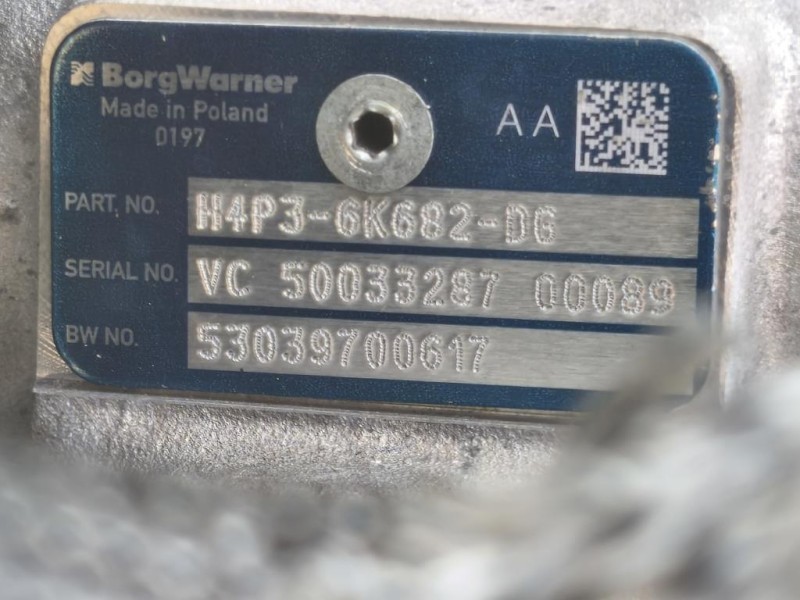 BorgWarner
Made in Poland
0197
AA
PART. NO. H4P3-6K682-DG
SERIAL NO. VC 50033287 00089
BW NO. 53039700617